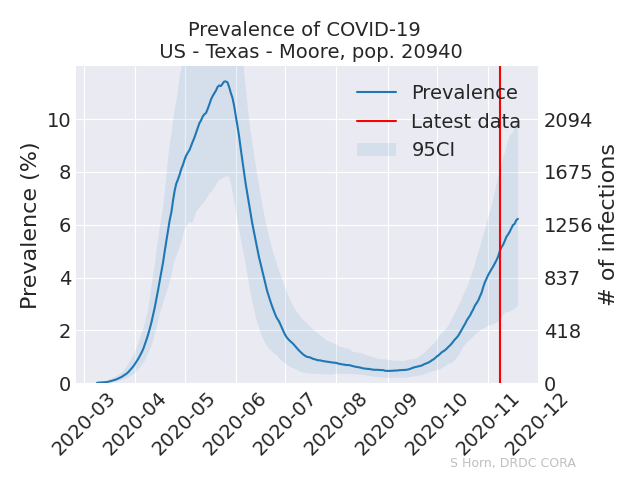 Prevalence of COVID-19
US - Texas - Moore, pop. 20940
Prevalence
Latest data
95CI
Prevalence (%)
10
8
6
4
2
0
2094
1675
1256
837
418
0
# of infections
2020-03
2020-04
2020-05
2020-06
2020-07
2020-08
2020-09
2020-10
2020-11
2020-12
S Horn, DRDC CORA